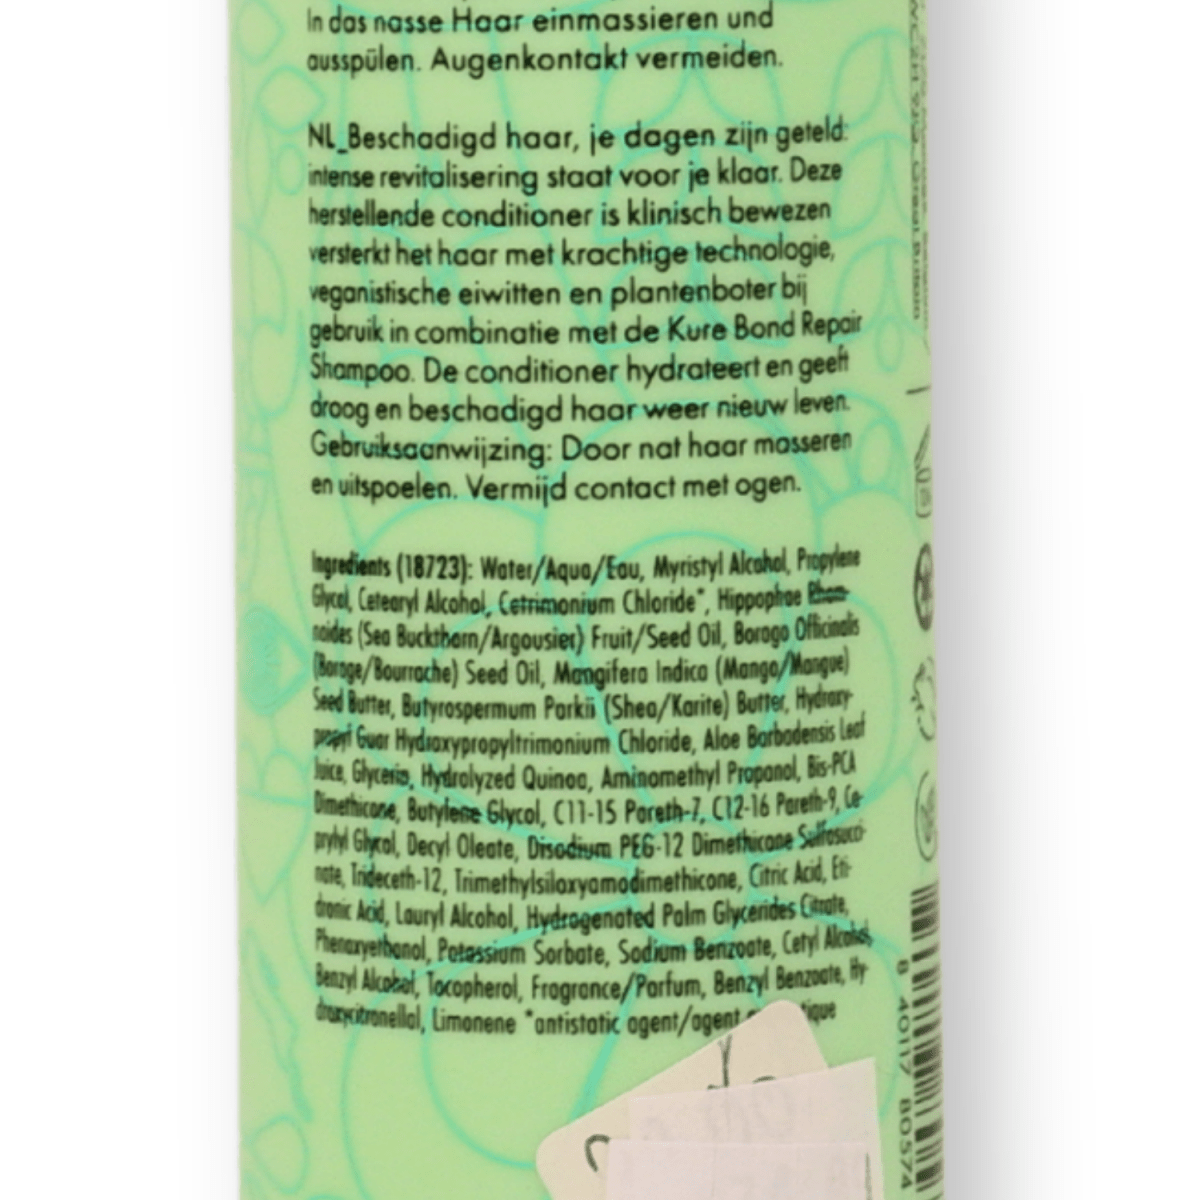 In das nasse Haar einmassieren und
ausspülen. Augenkontakt vermeiden.
NL_Beschadigd haar, je dagen zijn geteld:
intense revitalisering staat voor je klaar. Deze
herstellende conditioner is klinisch bewezen
versterkt het haar met krachtige technologie,
veganistische eiwitten en plantenboter bij
gebruik in combinatie met de Kure Bond Repair
Shampoo. De conditioner hydrateert en geeft
droog en beschadigd haar weer nieuw leven.
Gebruiksaanwijzing: Door nat haar masseren
en uitspoelen. Vermijd contact met ogen.
Ingredients (18723): Water/Aqua/Eau, Myristyl Alcohol, Propylene
Glycol, Cetearyl Alcohol, Cetrimonium Chloride*, Hippophae Rham-
noides (Sea Buckthorn/Argousier) Fruit/Seed Oil, Borago Officinalis
(Borage/Bourrache) Seed Oil, Mangifera Indica (Mango/Mangue)
Seed Butter, Butyrospermum Parkii (Shea/Karite) Butter, Hydroxy-
propyl Guar Hydroxypropyltrimonium Chloride, Aloe Barbadensis Leaf
Juice, Glycerin, Hydrolyzed Quinoa, Aminomethyl Propanol, Bis-PCA
Dimethicone, Butylene Glycol, C11-15 Pareth-7, C12-16 Pareth-9, Ca-
prylyl Glycol, Decyl Oleate, Disodium PEG-12 Dimethicone Sulfosucci-
nate, Trideceth-12, Trimethylsiloxyamodimethicone, Citric Acid, Eti-
dronic Acid, Lauryl Alcohol, Hydrogenated Palm Glycerides Citrate,
Phenoxyethanol, Potassium Sorbate, Sodium Benzoate, Cetyl Alcohol,
Benzyl Alcohol, Tocopherol, Fragrance/Parfum, Benzyl Benzoate, Hy-
droxycitronellal, Limonene *antistatic agent/agent
8 40117 80574